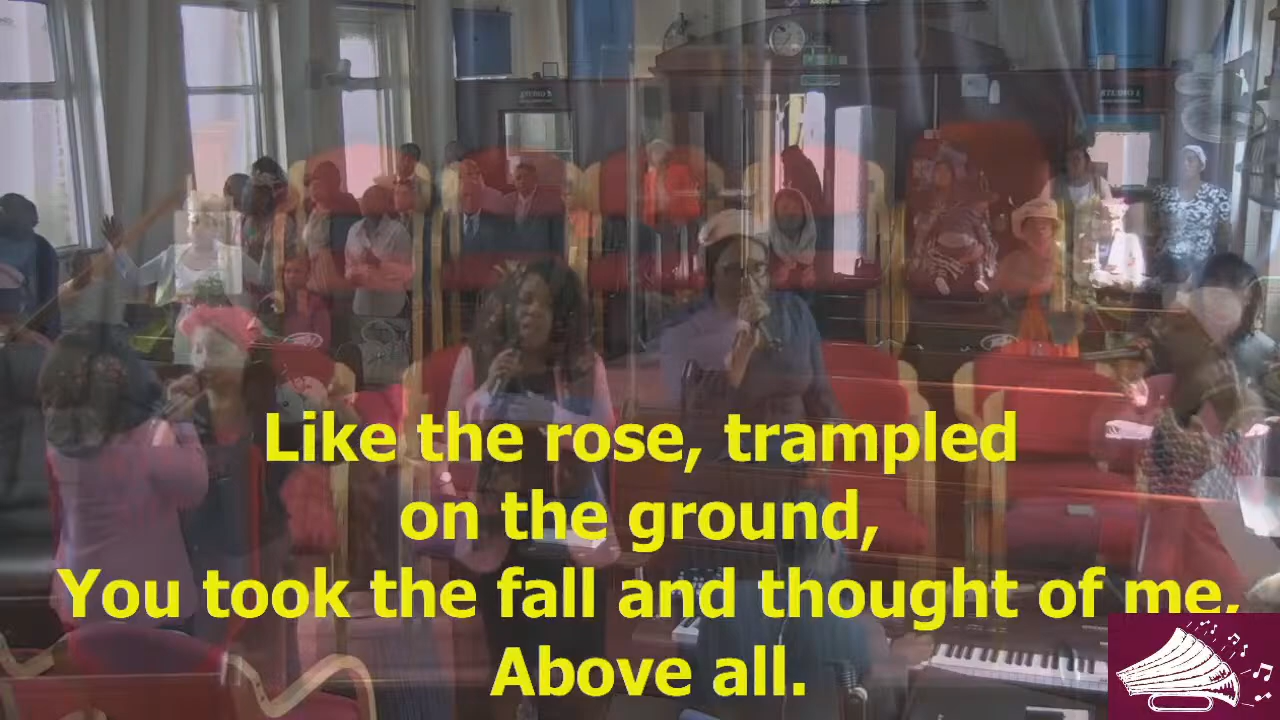 Like the rose, trampled
on the ground,
You took the fall and thought of me,
Above all.